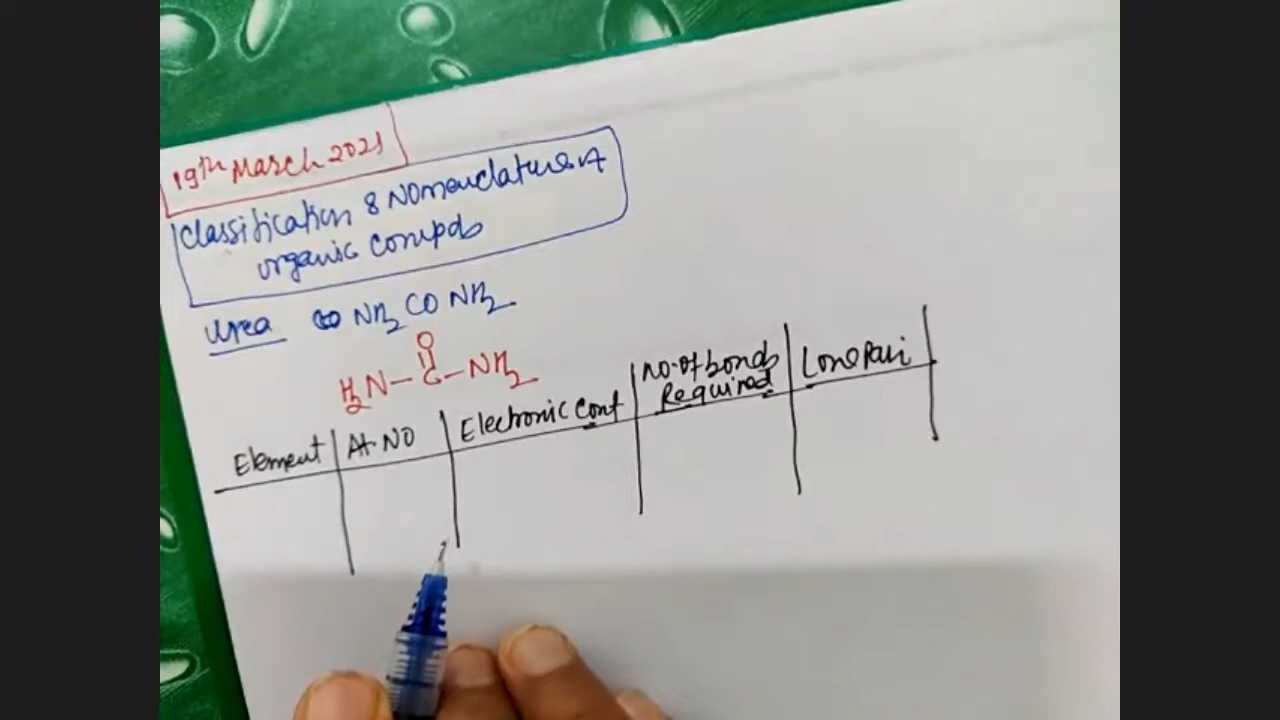 19th March 2021
Classification & Nomenclature of
organic compds
Urea NH2 CO NH2
O
||
H2N–C–NH2
Element At. NO Electronic Conf No. of bonds Required Lone Pair